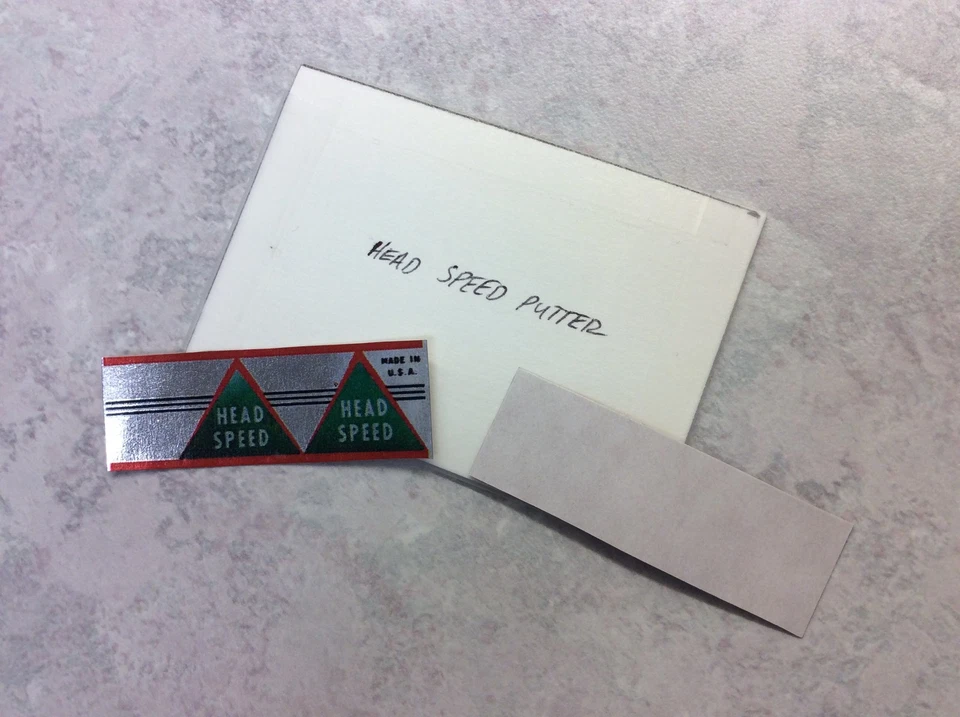 HEAD SPEED PUTTER
MADE IN
U.S.A.
HEAD
SPEED
HEAD
SPEED